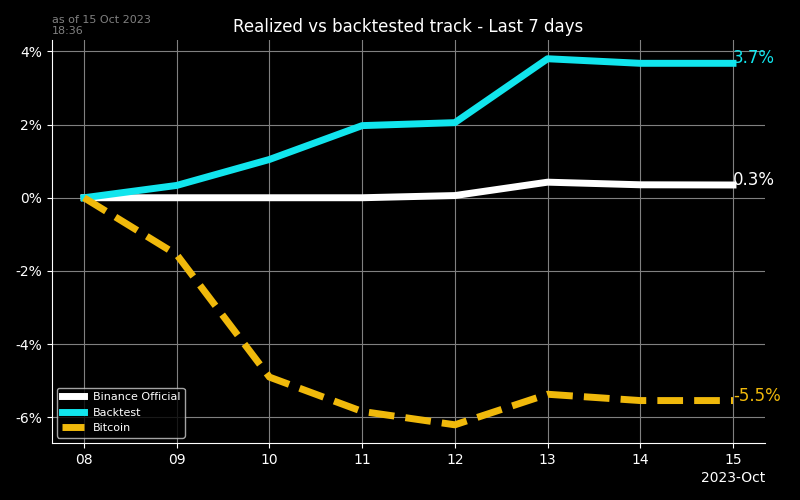 as of 15 Oct 2023
18:36
Realized vs backtested track - Last 7 days
4%
2%
0%
-2%
-4%
-6%
3.7%
0.3%
-5.5%
Binance Official
Backtest
Bitcoin
08 09 10 11 12 13 14 15
2023-Oct